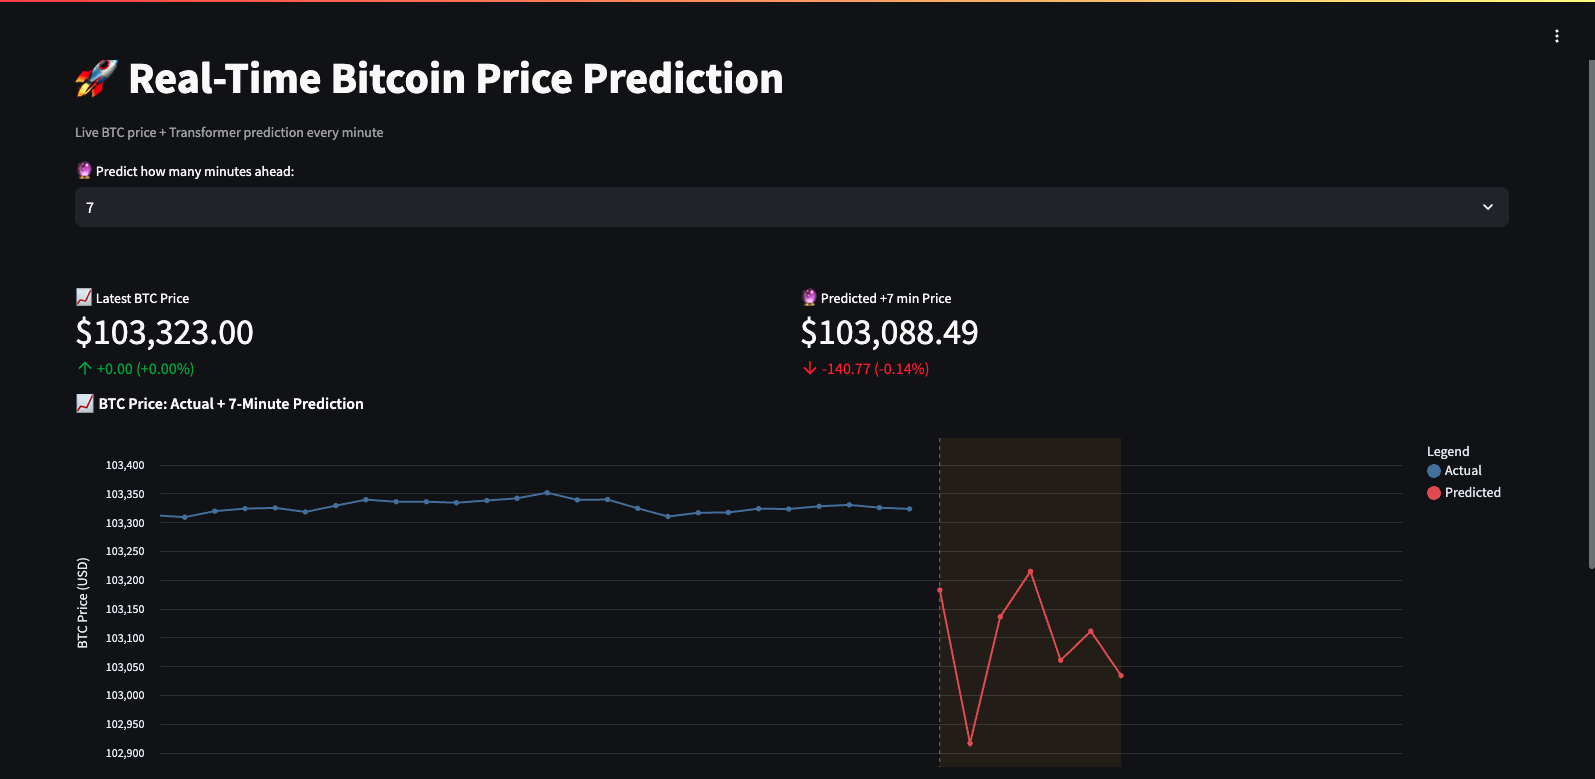 🚀 Real-Time Bitcoin Price Prediction
Live BTC price + Transformer prediction every minute
🔮 Predict how many minutes ahead:
7
📈 Latest BTC Price
$103,323.00
↑ +0.00 (+0.00%)
🔮 Predicted +7 min Price
$103,088.49
↓ -140.77 (-0.14%)
📈 BTC Price: Actual + 7-Minute Prediction
BTC Price (USD)
103,400
103,350
103,300
103,250
103,200
103,150
103,100
103,050
103,000
102,950
102,900
Legend
Actual
Predicted